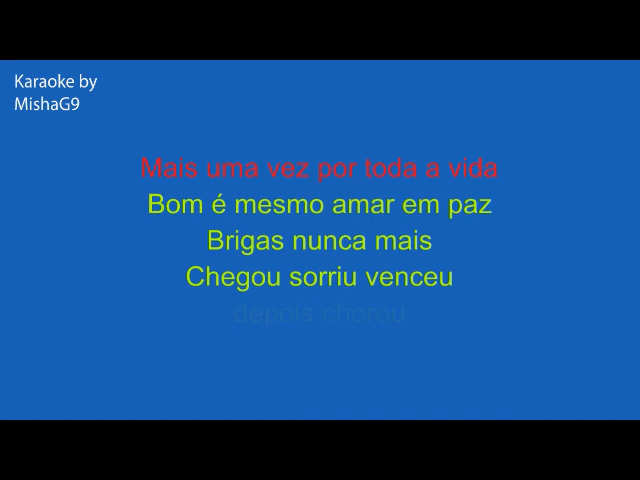 Karaoke by
MishaG9
Mais uma vez por toda a vida
Bom é mesmo amar em paz
Brigas nunca mais
Chegou sorriu venceu
depois chorou